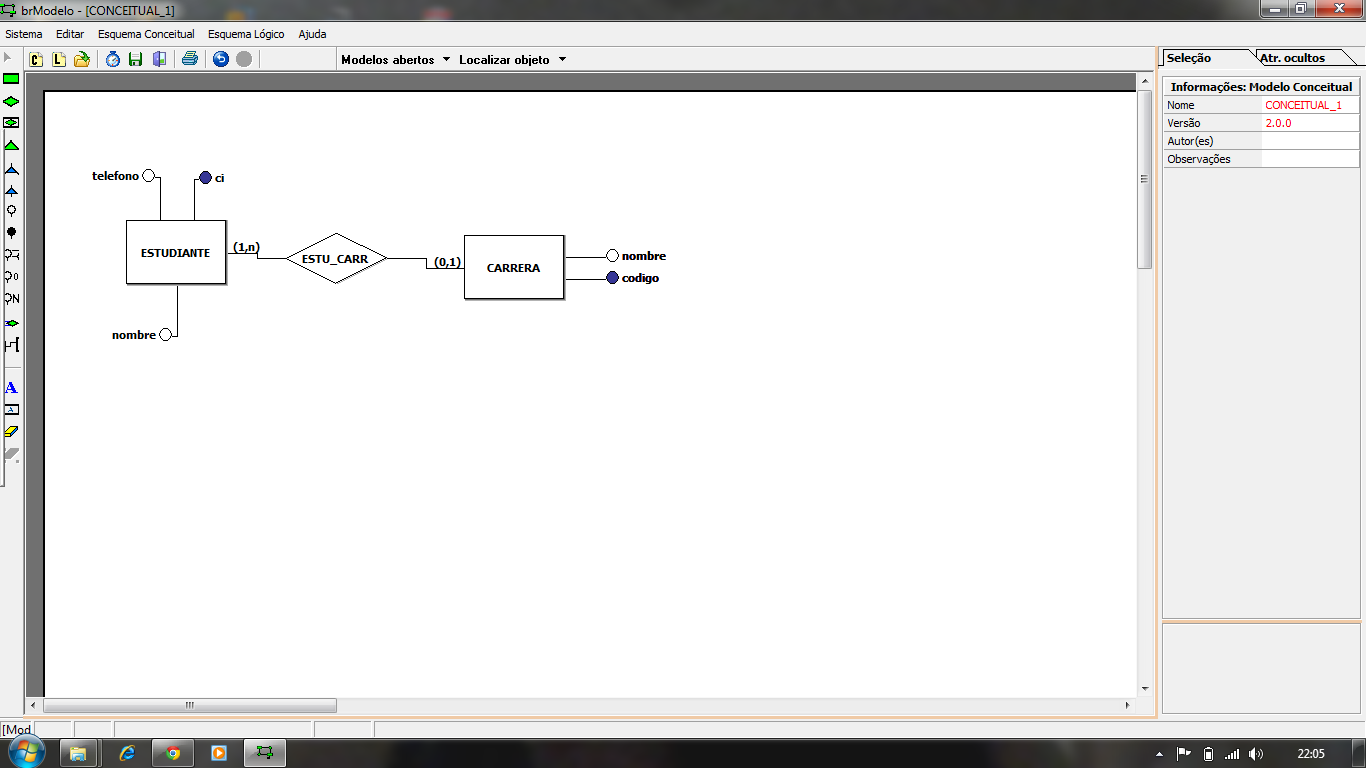 brModelo - [CONCEITUAL_1]
Sistema Editar Esquema Conceitual Esquema Lógico Ajuda
Modelos abertos Localizar objeto
Seleção Atr. ocultos
Informações: Modelo Conceitual
Nome CONCEITUAL_1
Versão 2.0.0
Autor(es)
Observações
telefono ci
ESTUDIANTE (1,n) ESTU_CARR (0,1) CARRERA
nombre
codigo
nombre
[Mod
22:05